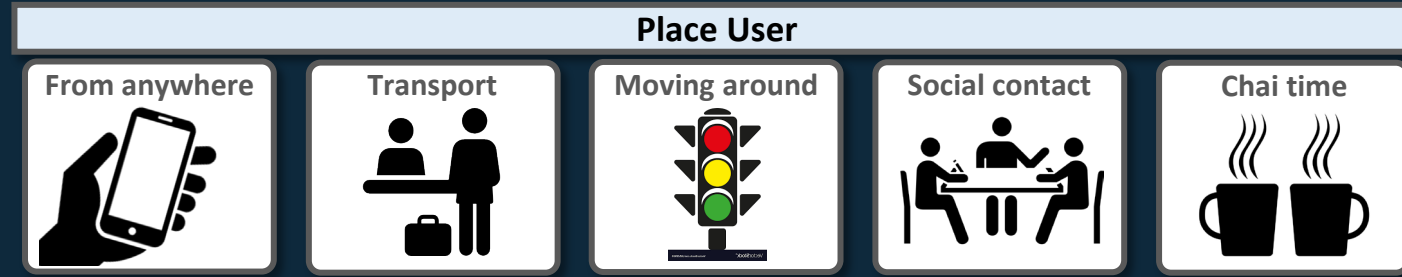 Place User
From anywhere
Transport
Moving around
Social contact
Chai time